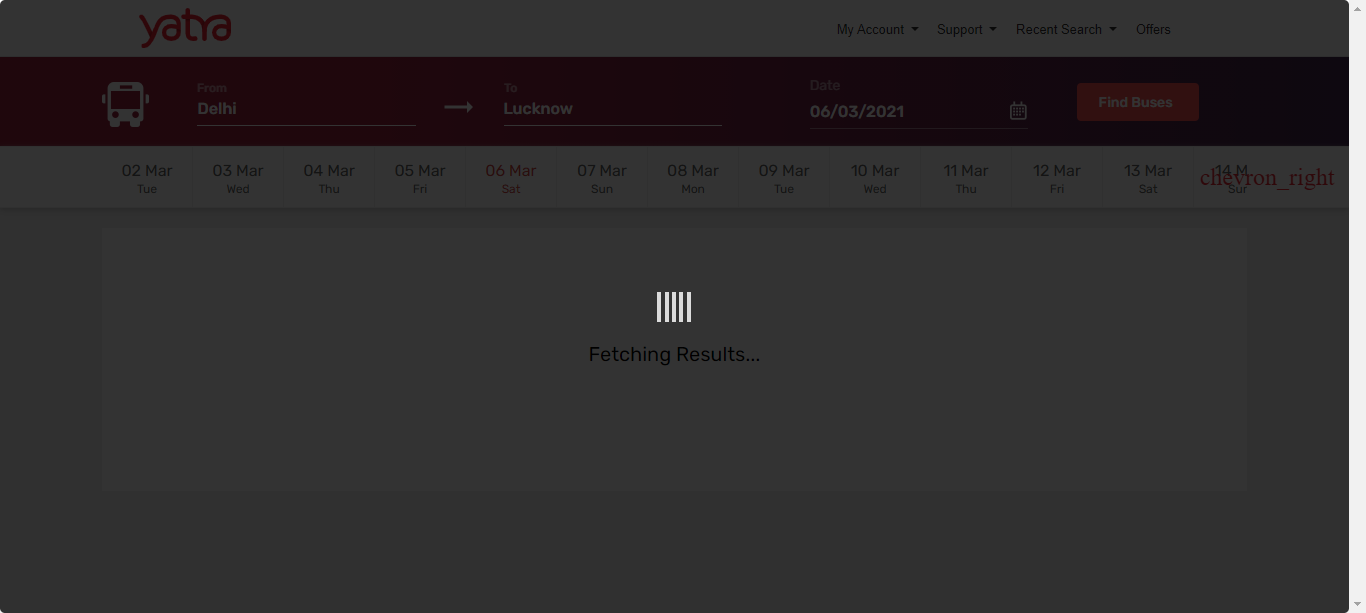 yatra
My Account Support Recent Search Offers
From To Date
Delhi Lucknow 06/03/2021 Find Buses
02 Mar 03 Mar 04 Mar 05 Mar 06 Mar 07 Mar 08 Mar 09 Mar 10 Mar 11 Mar 12 Mar 13 Mar 14 M
chevron_right
Tue Wed Thu Fri Sat Sun Mon Tue Wed Thu Fri Sat Sur
Fetching Results...